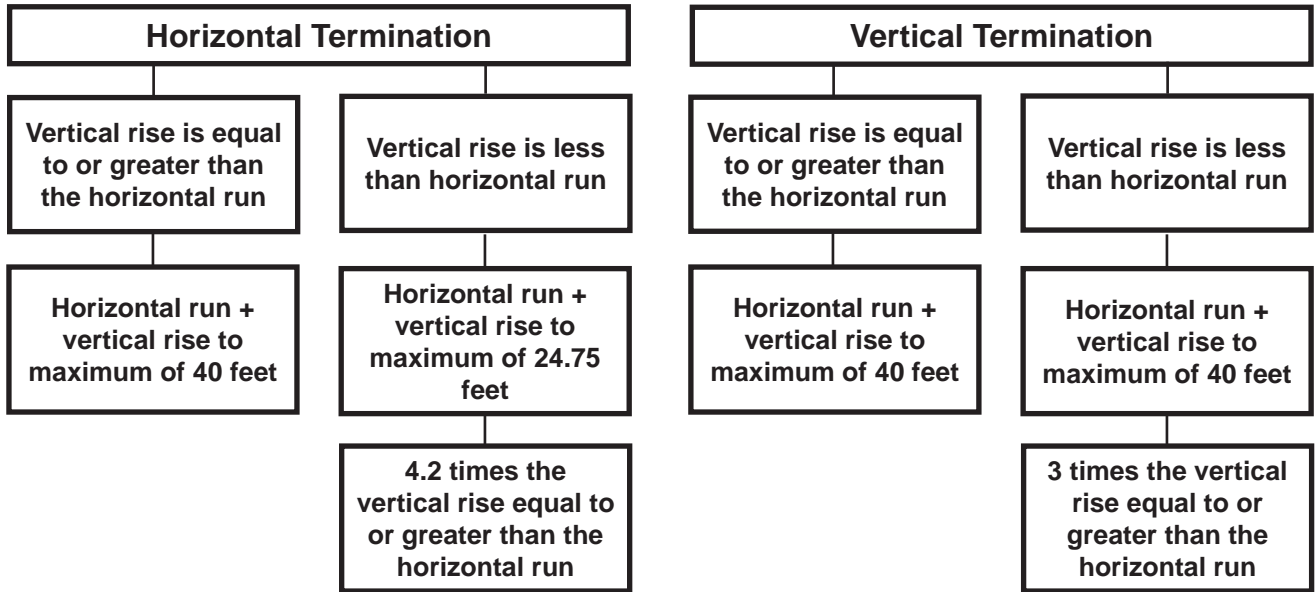 Horizontal Termination
Vertical rise is equal
to or greater than
the horizontal run
Vertical rise is less
than horizontal run
Horizontal run +
vertical rise to
maximum of 40 feet
Horizontal run +
vertical rise to
maximum of 24.75
feet
4.2 times the
vertical rise equal to
or greater than the
horizontal run
Vertical Termination
Vertical rise is equal
to or greater than
the horizontal run
Vertical rise is less
than horizontal run
Horizontal run +
vertical rise to
maximum of 40 feet
Horizontal run +
vertical rise to
maximum of 40 feet
3 times the vertical
rise equal to or
greater than the
horizontal run